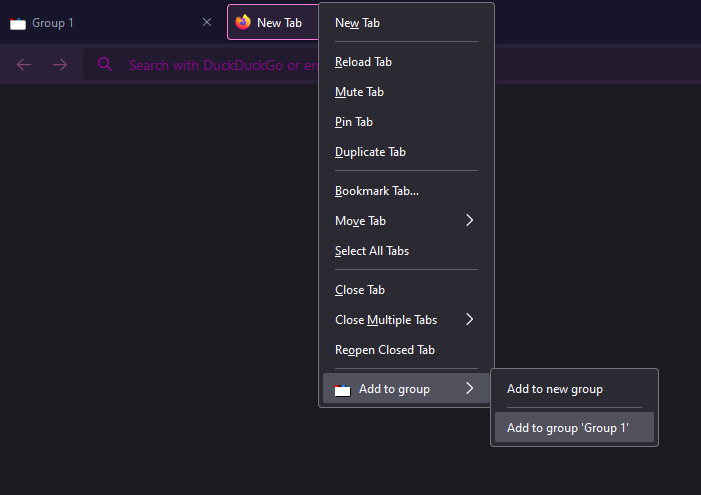 Group 1
New Tab
Search with DuckDuckGo or en
New Tab
Reload Tab
Mute Tab
Pin Tab
Duplicate Tab
Bookmark Tab...
Move Tab
Select All Tabs
Close Tab
Close Multiple Tabs
Reopen Closed Tab
Add to group
Add to new group
Add to group 'Group 1'